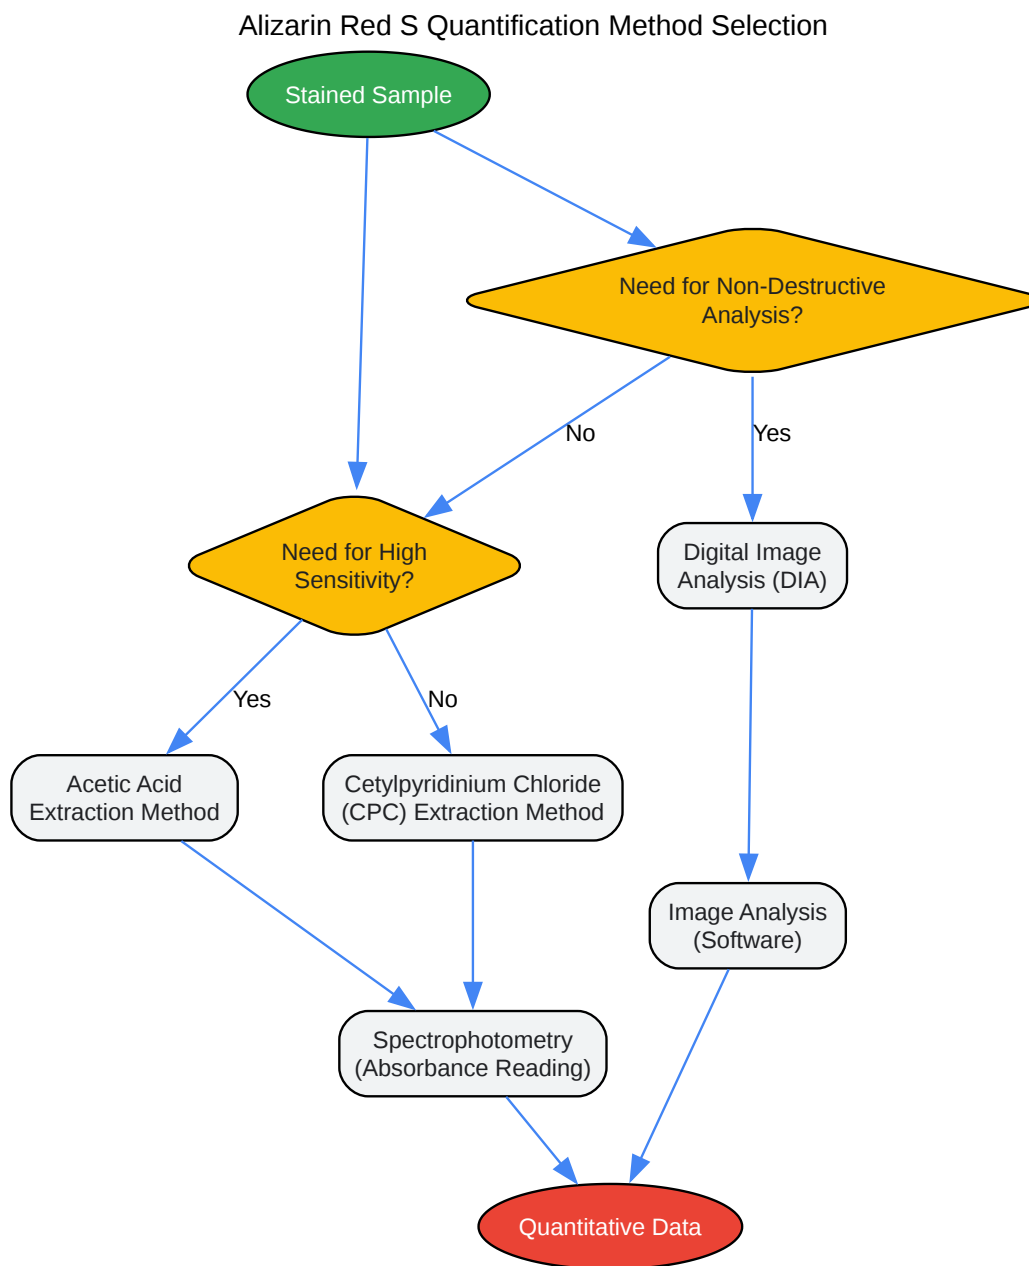 Alizarin Red S Quantification Method Selection
Stained Sample
Need for Non-Destructive
Analysis?
No
Yes
Need for High
Sensitivity?
Digital Image
Analysis (DIA)
Yes
No
Acetic Acid
Extraction Method
Cetylpyridinium Chloride
(CPC) Extraction Method
Image Analysis
(Software)
Spectrophotometry
(Absorbance Reading)
Quantitative Data